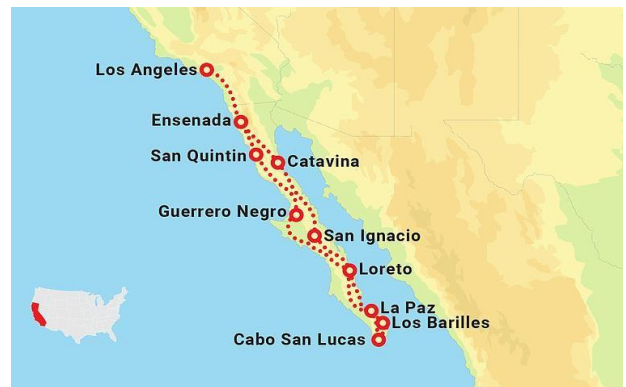 Los Angeles
Ensenada
San Quintin
Catavina
Guerrero Negro
San Ignacio
Loreto
La Paz
Los Barilles
Cabo San Lucas